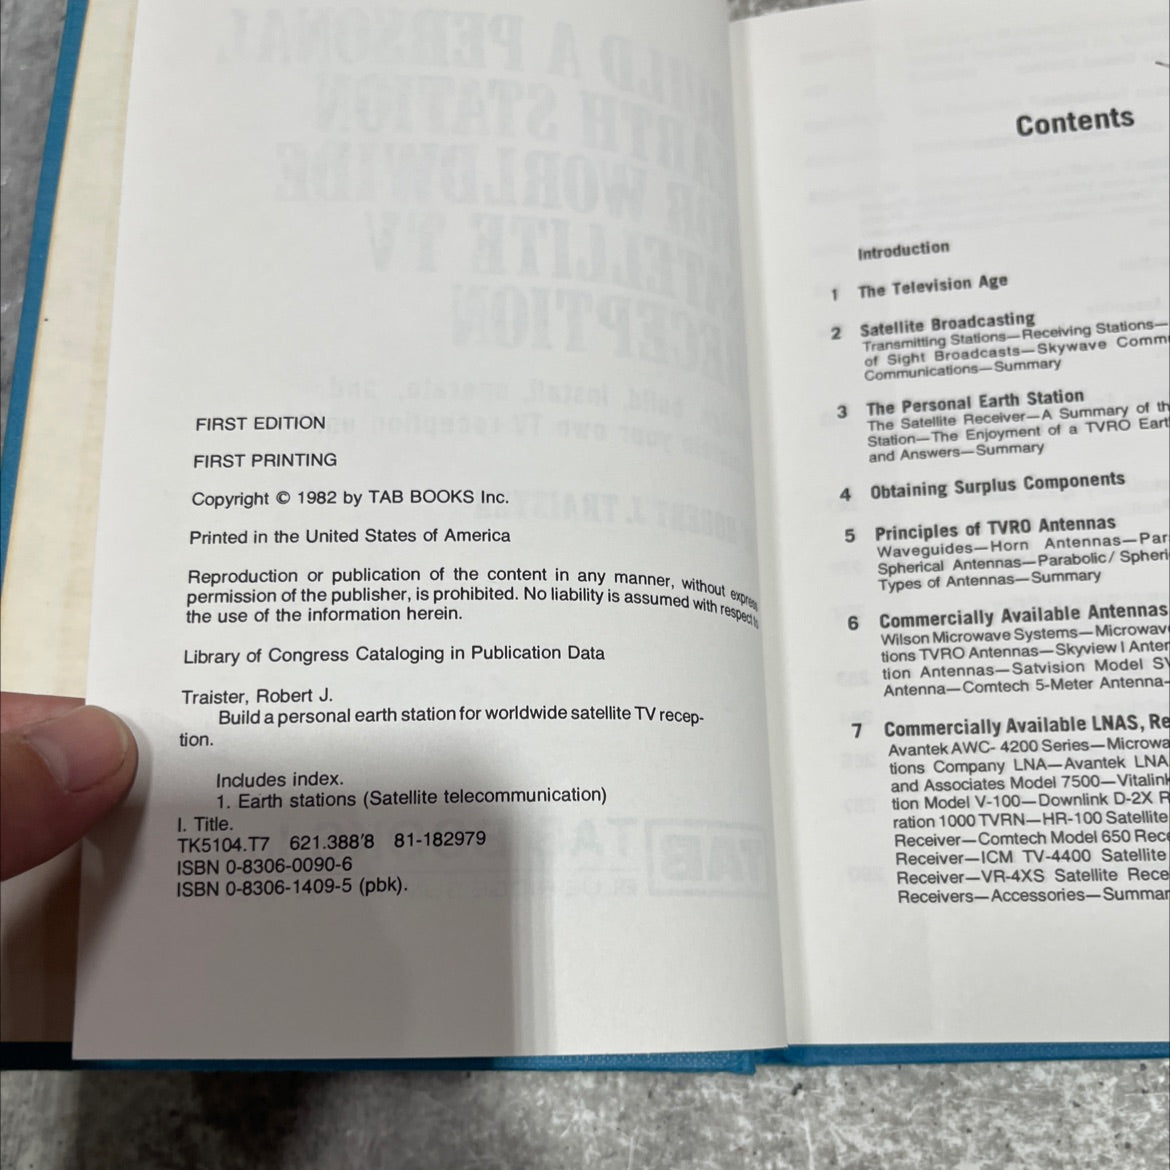 FIRST EDITION
FIRST PRINTING
Copyright © 1982 by TAB BOOKS Inc.
Printed in the United States of America
Reproduction or publication of the content in any manner, without express
permission of the publisher, is prohibited. No liability is assumed with respect to
the use of the information herein.
Library of Congress Cataloging in Publication Data
Traister, Robert J.
Build a personal earth station for worldwide satellite TV recep-
tion.
Includes index.
1. Earth stations (Satellite telecommunication)
I. Title.
TK5104.T7 621.388'8 81-182979
ISBN 0-8306-0090-6
ISBN 0-8306-1409-5 (pbk).
Contents
Introduction
1 The Television Age
2 Satellite Broadcasting
Transmitting Stations—Receiving Stations—
of Sight Broadcasts—Skywave Comm
Communications—Summary
3 The Personal Earth Station
The Satellite Receiver—A Summary of th
Station—The Enjoyment of a TVRO Eart
and Answers—Summary
4 Obtaining Surplus Components
5 Principles of TVRO Antennas
Waveguides—Horn Antennas—Par
Spherical Antennas—Parabolic/ Spheri
Types of Antennas—Summary
6 Commercially Available Antennas
Wilson Microwave Systems—Microwav
tions TVRO Antennas—Skyview I Anten
tion Antennas—Satvision Model S
Antenna—Comtech 5-Meter Antenna-
7 Commercially Available LNAS, Re
Avantek AWC- 4200 Series—Microwa
tions Company LNA—Avantek LNA
and Associates Model 7500—Vitalink
tion Model V-100—Downlink D-2X R
ration 1000 TVRN—HR-100 Satellite
Receiver—Comtech Model 650 Rece
Receiver—ICM TV-4400 Satellite
Receiver—VR-4XS Satellite Rece
Receivers—Accessories—Summar